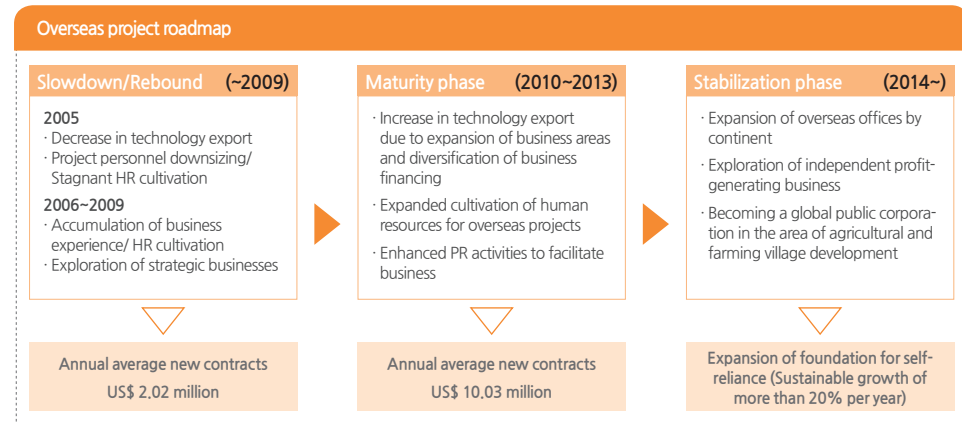 Overseas project roadmap
Slowdown/Rebound (~2009)
2005
· Decrease in technology export
· Project personnel downsizing/
Stagnant HR cultivation
2006~2009
· Accumulation of business
experience/ HR cultivation
· Exploration of strategic businesses
Annual average new contracts
US$ 2.02 million
Maturity phase (2010~2013)
· Increase in technology export
due to expansion of business areas
and diversification of business
financing
· Expanded cultivation of human
resources for overseas projects
· Enhanced PR activities to facilitate
business
Annual average new contracts
US$ 10.03 million
Stabilization phase (2014~)
· Expansion of overseas offices by
continent
· Exploration of independent profit-
generating business
· Becoming a global public corpora-
tion in the area of agricultural and
farming village development
Expansion of foundation for self-
reliance (Sustainable growth of
more than 20% per year)